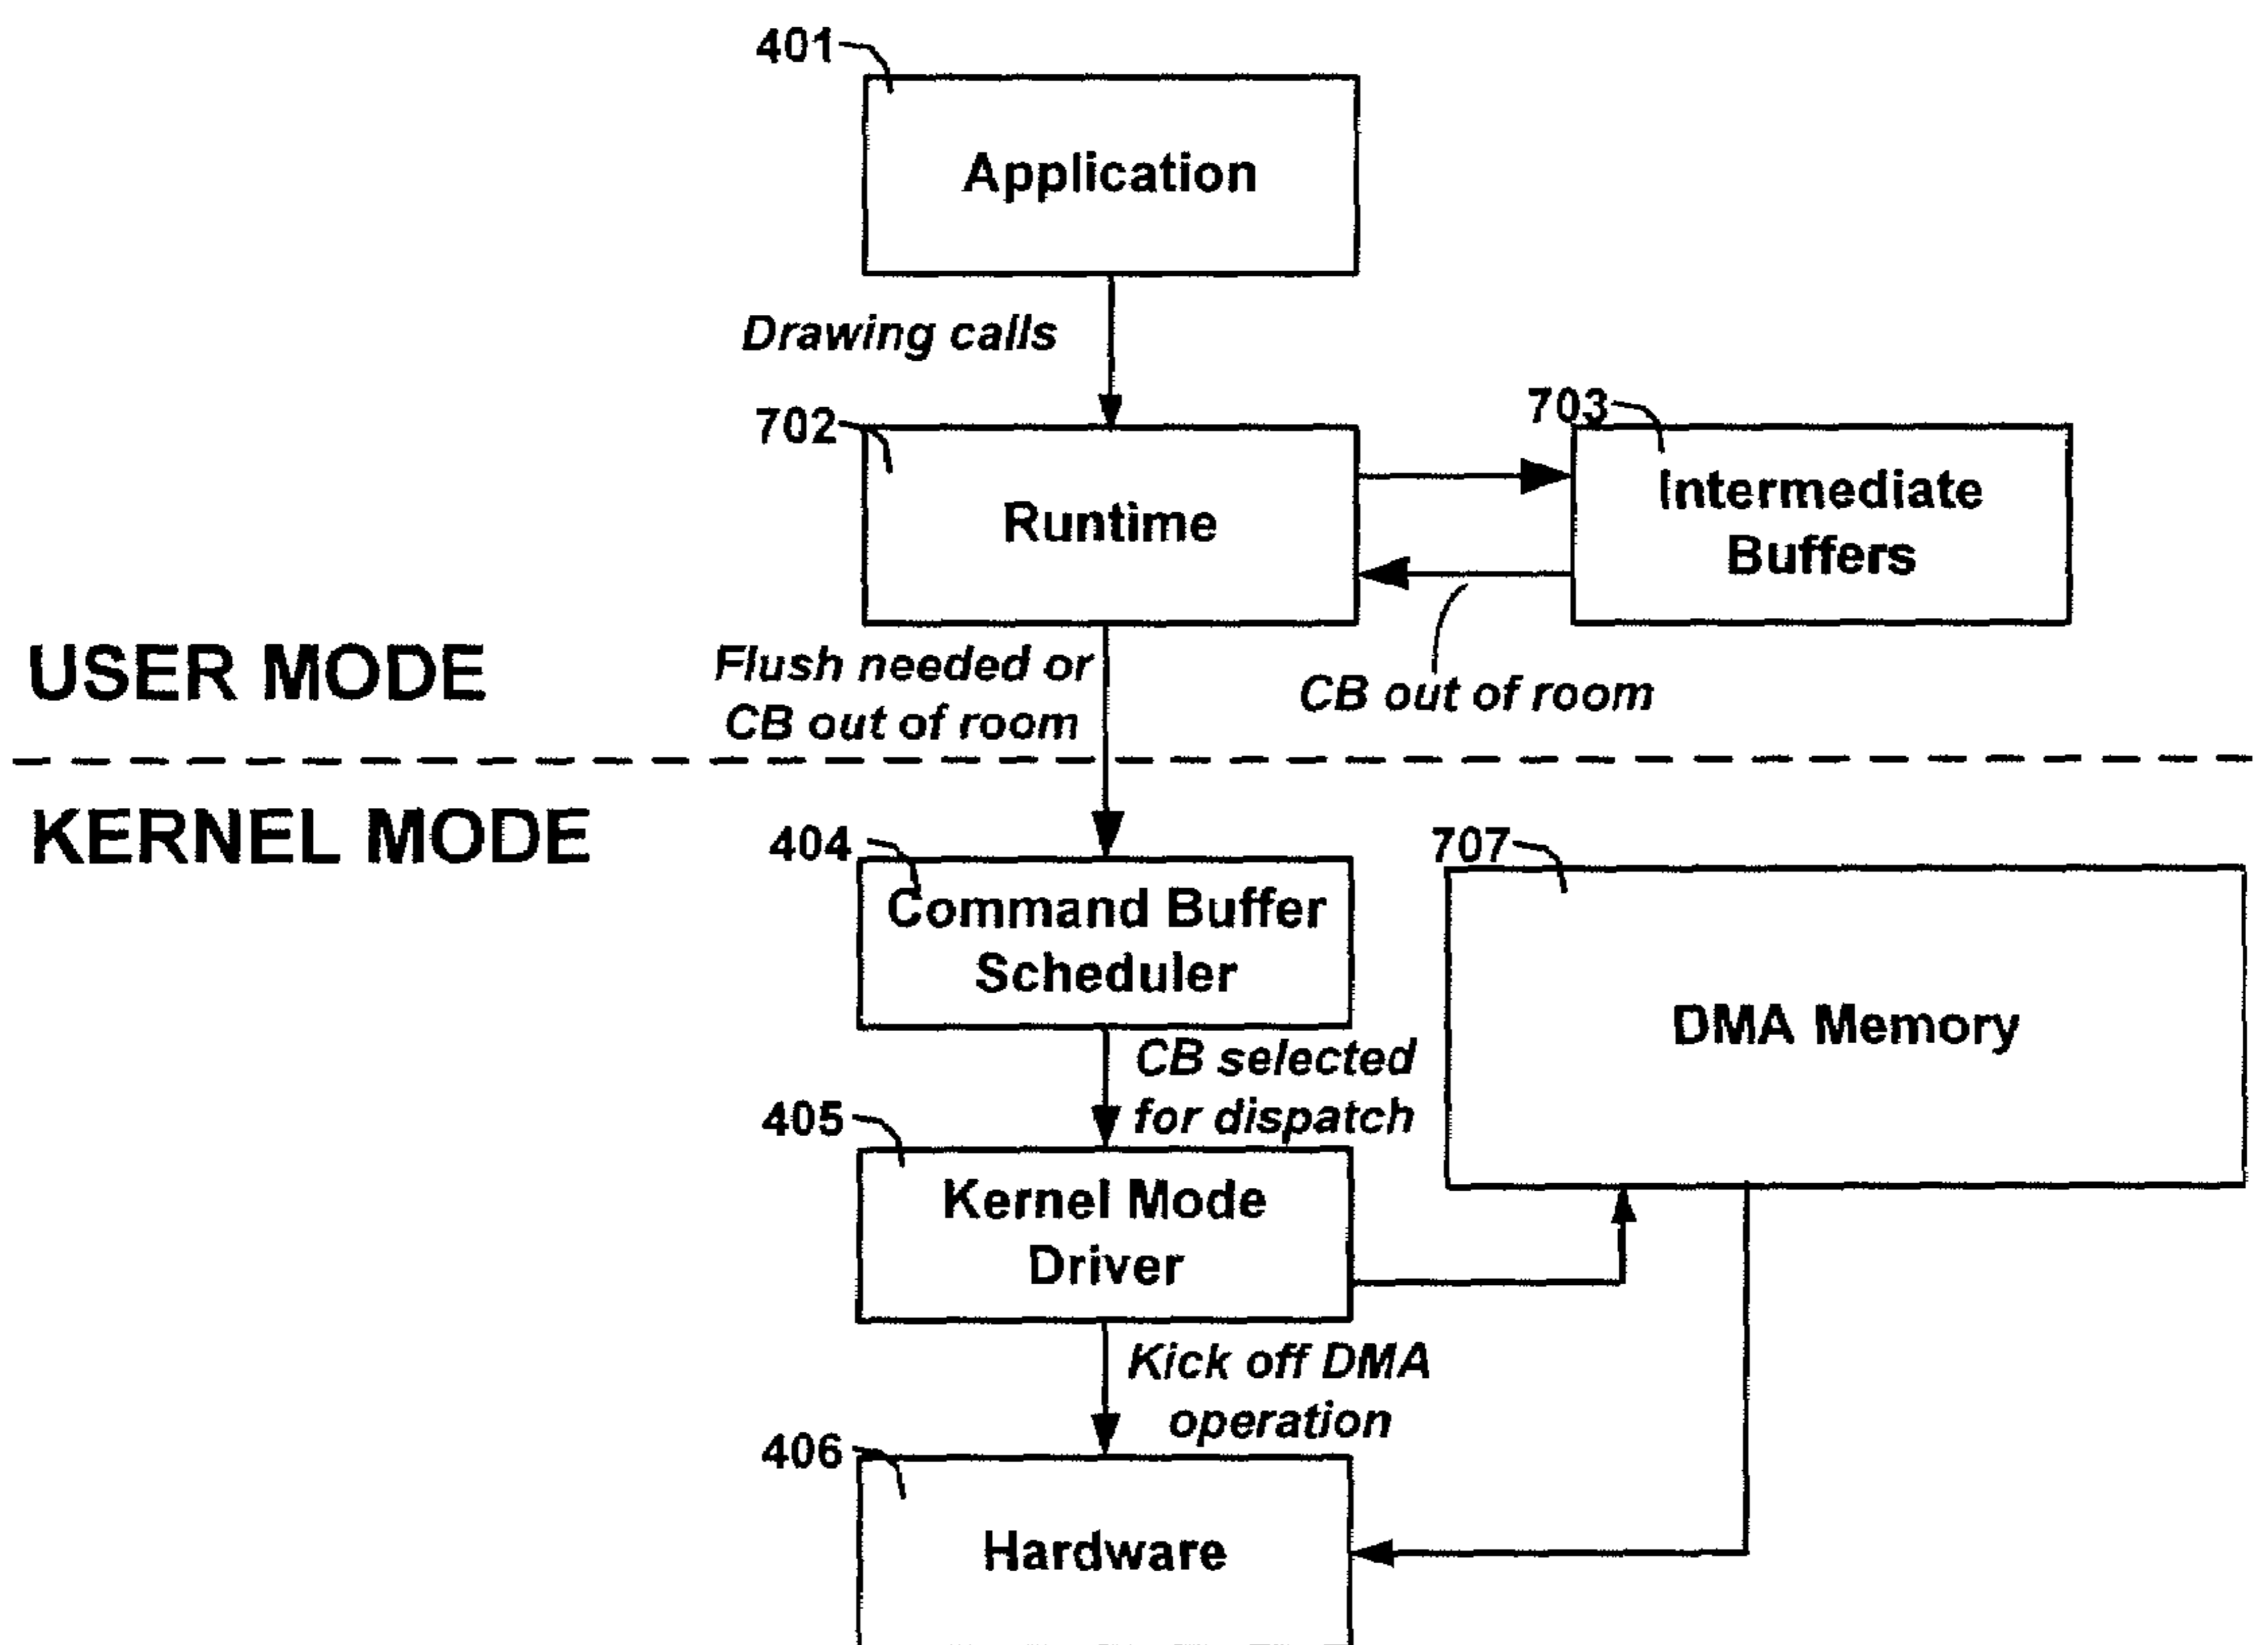 401
Application
Drawing calls
702
Runtime
703
Intermediate
Buffers
USER MODE
Flush needed or
CB out of room
CB out of room
KERNEL MODE
404
Command Buffer
Scheduler
707
DMA Memory
CB selected
for dispatch
405
Kernel Mode
Driver
Kick off DMA
operation
406
Hardware